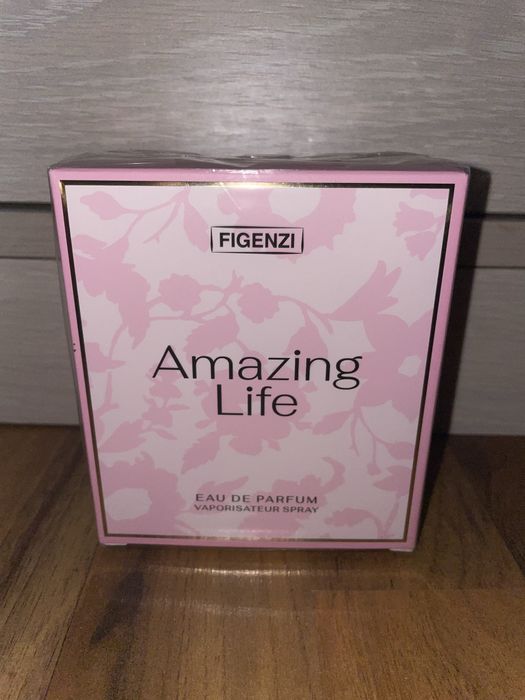 FIGENZI
Amazing
Life
EAU DE PARFUM
VAPORISATEUR SPRAY